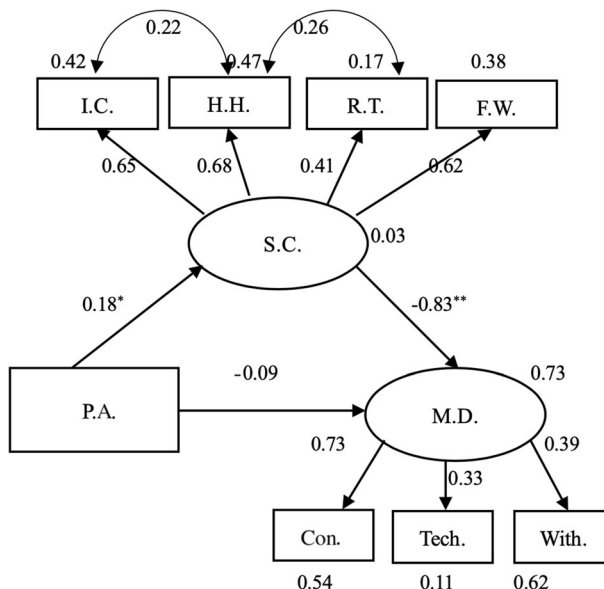 0.22
0.26
0.42
0.47
0.17
0.38
I.C.
H.H.
R.T.
F.W.
0.65
0.68
0.41
0.62
S.C.
0.03
0.18*
-0.83**
-0.09
0.73
P.A.
M.D.
0.73
0.33
0.39
Con.
Tech.
With.
0.54
0.11
0.62